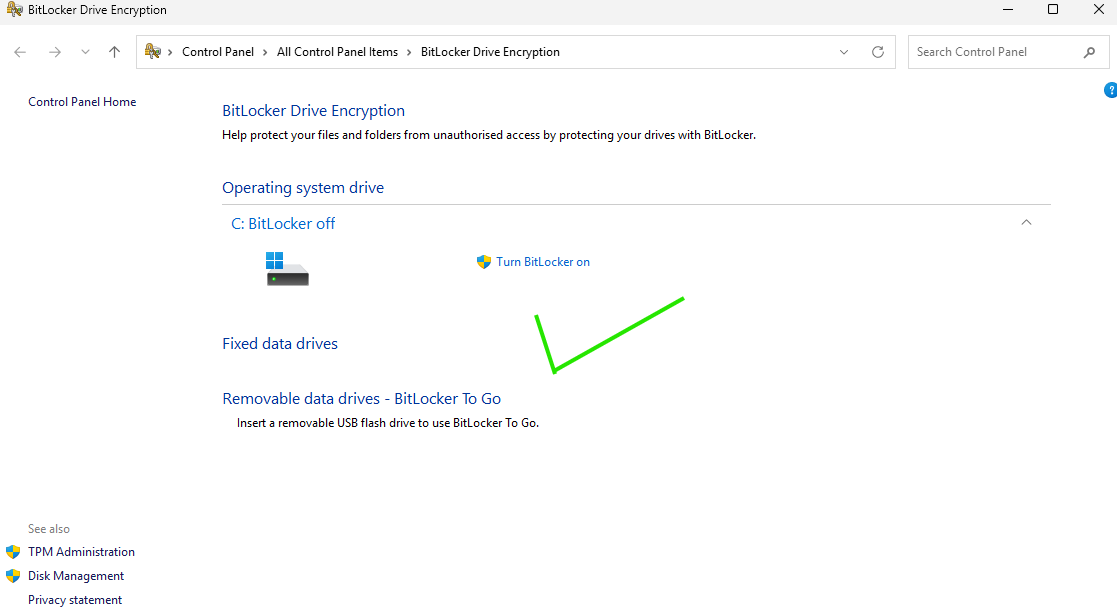 BitLocker Drive Encryption
Control Panel > All Control Panel Items > BitLocker Drive Encryption
Search Control Panel
?
Control Panel Home
BitLocker Drive Encryption
Help protect your files and folders from unauthorised access by protecting your drives with BitLocker.
Operating system drive
C: BitLocker off
Turn BitLocker on
Fixed data drives
Removable data drives - BitLocker To Go
Insert a removable USB flash drive to use BitLocker To Go.
See also
TPM Administration
Disk Management
Privacy statement